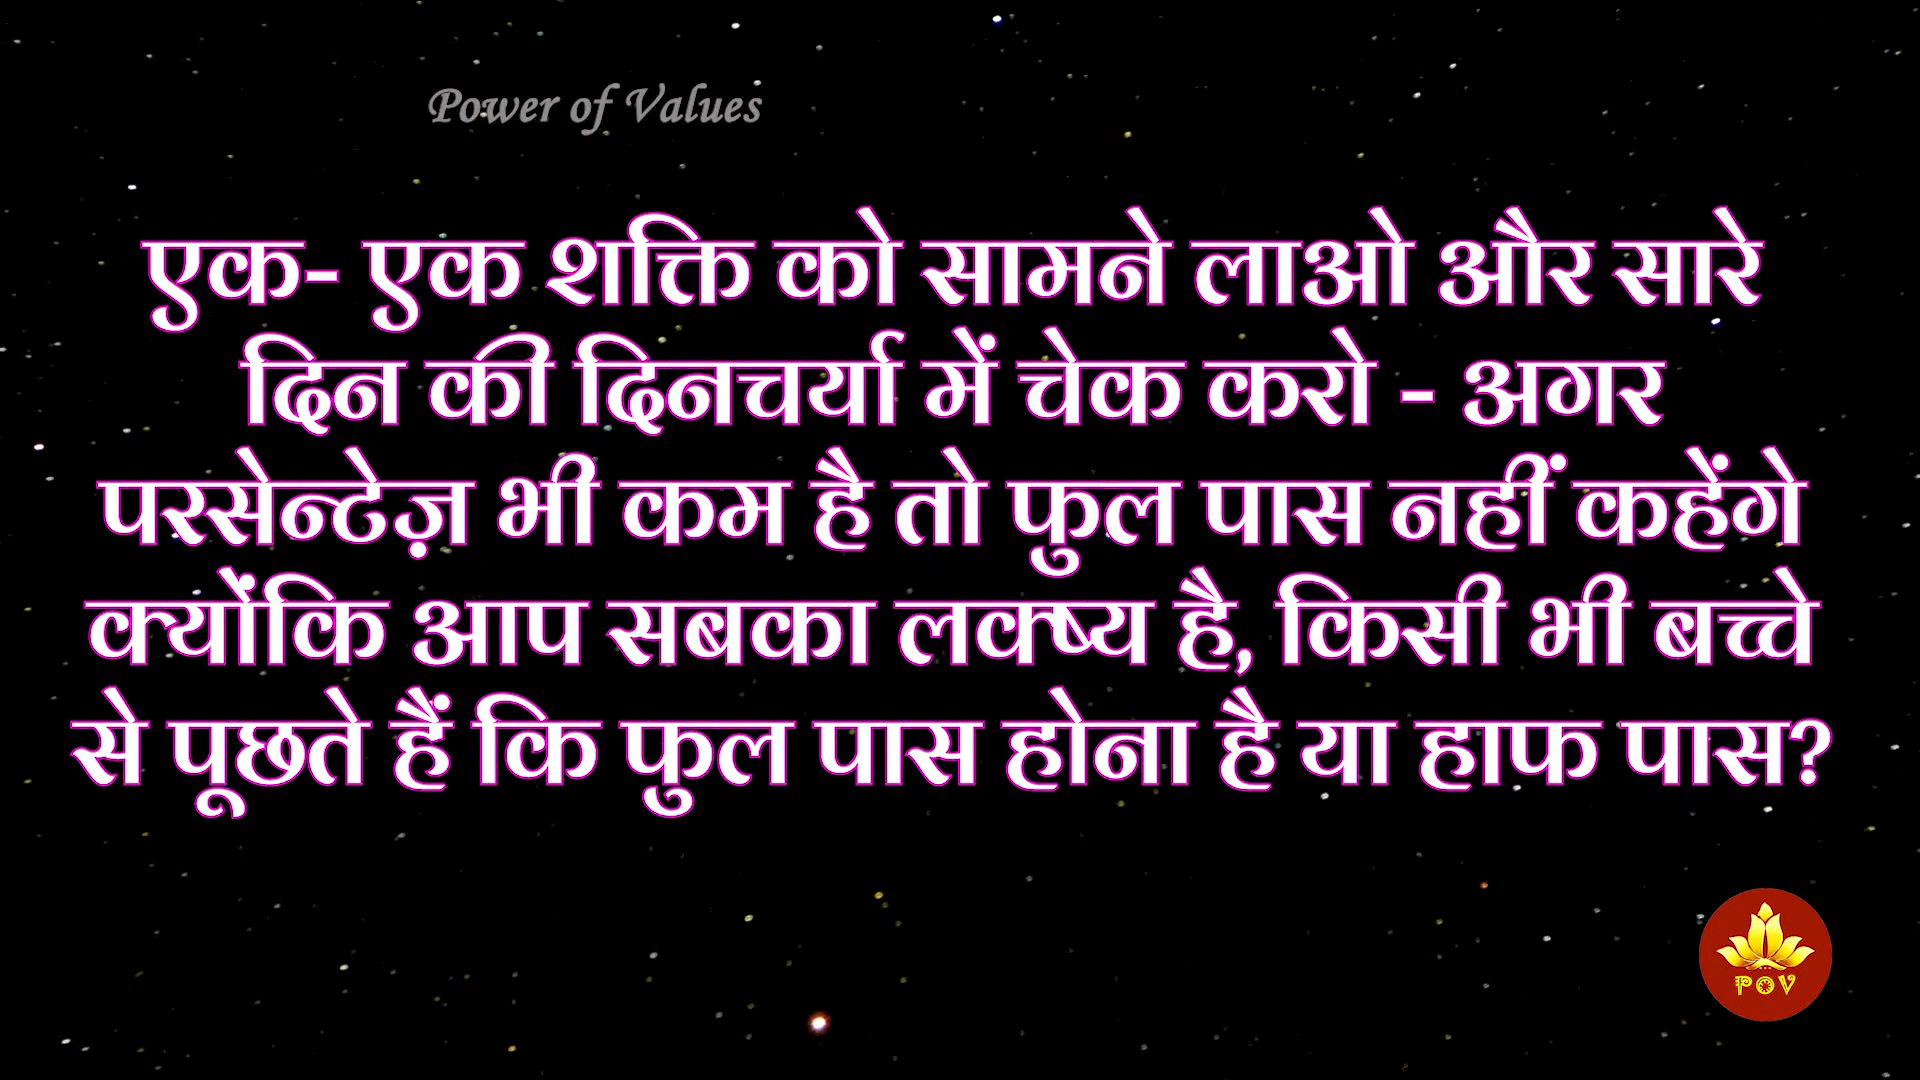 Power of Values
एक- एक शक्ति को सामने लाओ और सारे
दिन की दिनचर्या में चेक करो - अगर
परसेन्टेज़ भी कम है तो फुल पास नहीं कहेंगे
क्योंकि आप सबका लक्ष्य है, किसी भी बच्चे
से पूछते हैं कि फुल पास होना है या हाफ पास?
POV